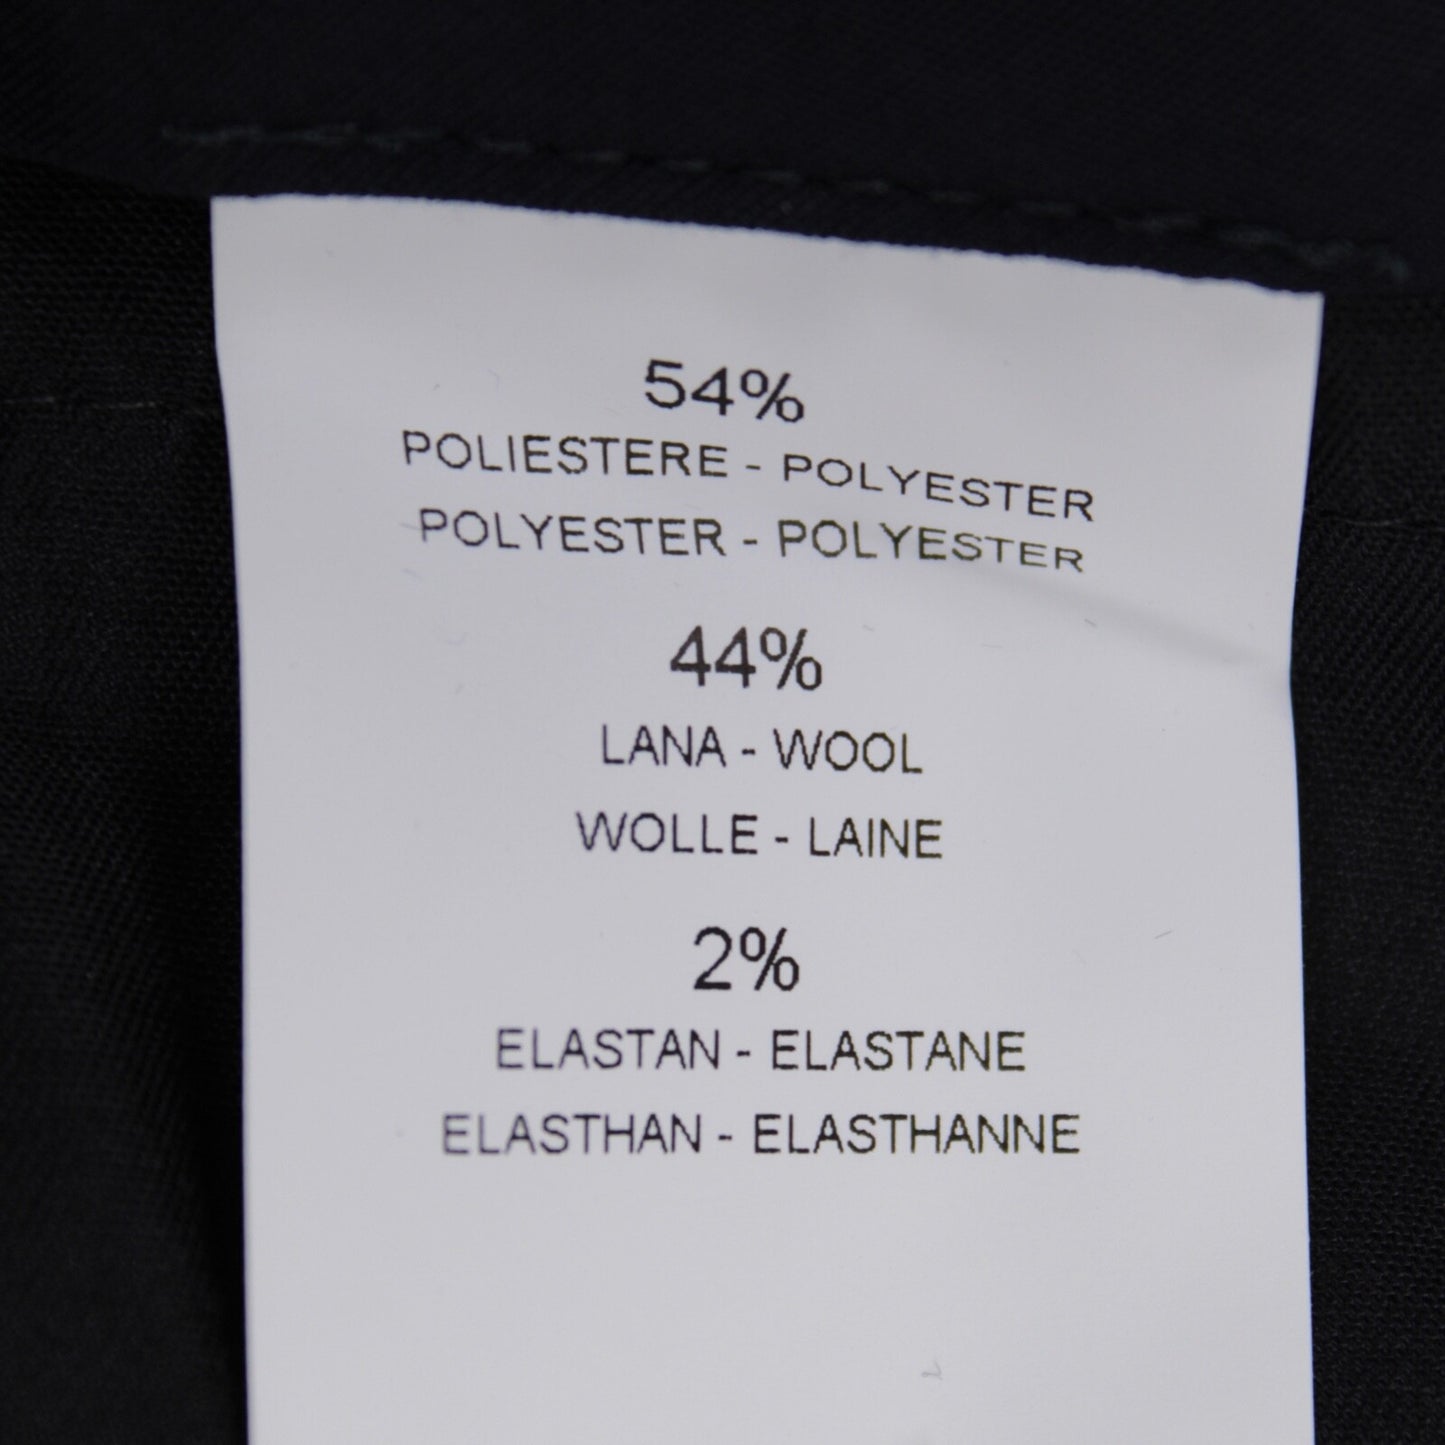 54%
POLIESTERE - POLYESTER
POLYESTER - POLYESTER
44%
LANA - WOOL
WOLLE - LAINE
2%
ELASTAN - ELASTANE
ELASTHAN - ELASTHANNE